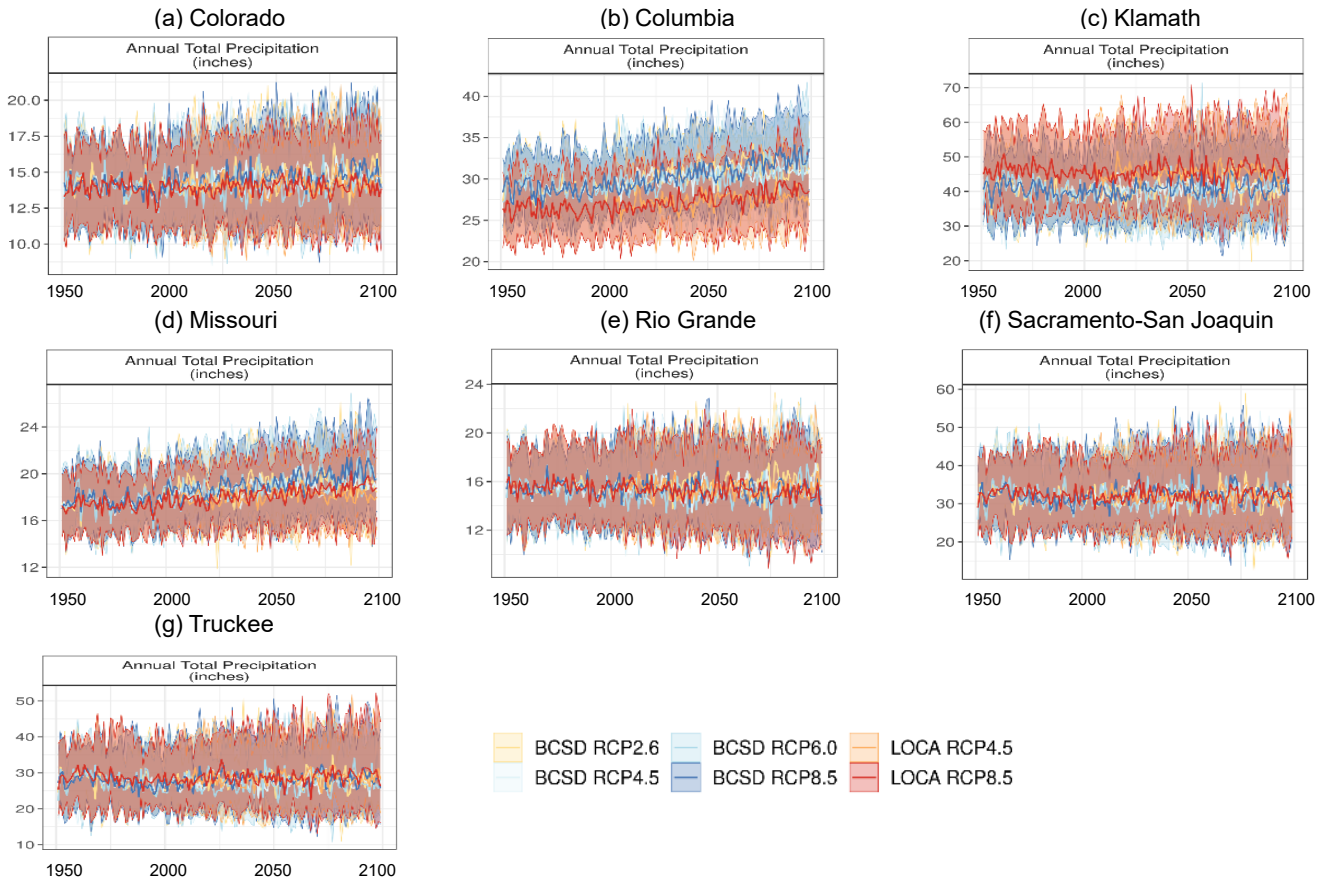 (a) Colorado
Annual Total Precipitation
(inches)
20.0
17.5
15.0
12.5
10.0
1950 2000 2050 2100
(b) Columbia
Annual Total Precipitation
(inches)
40
35
30
25
20
1950 2000 2050 2100
(c) Klamath
Annual Total Precipitation
(inches)
70
60
50
40
30
20
1950 2000 2050 2100
(d) Missouri
Annual Total Precipitation
(inches)
24
20
16
12
1950 2000 2050 2100
(e) Rio Grande
Annual Total Precipitation
(inches)
24
20
16
12
1950 2000 2050 2100
(f) Sacramento-San Joaquin
Annual Total Precipitation
(inches)
60
50
40
30
20
1950 2000 2050 2100
(g) Truckee
Annual Total Precipitation
(inches)
50
40
30
20
10
1950 2000 2050 2100
BCSD RCP2.6 BCSD RCP6.0 LOCA RCP4.5
BCSD RCP4.5 BCSD RCP8.5 LOCA RCP8.5